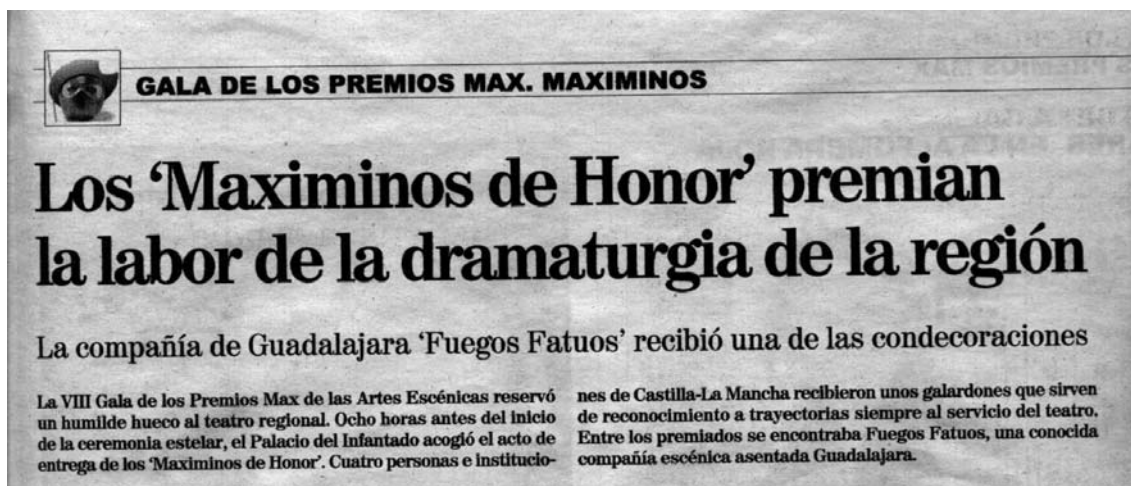 GALA DE LOS PREMIOS MAX. MAXIMINOS
Los ‘Maximinos de Honor’ premian
la labor de la dramaturgia de la región
La compañía de Guadalajara ‘Fuegos Fatuos’ recibió una de las condecoraciones
La VIII Gala de los Premios Max de las Artes Escénicas reservó
un humilde hueco al teatro regional. Ocho horas antes del inicio
de la ceremonia estelar, el Palacio del Infantado acogió el acto de
entrega de los ‘Maximinos de Honor’. Cuatro personas e institucio-
nes de Castilla-La Mancha recibieron unos galardones que sirven
de reconocimiento a trayectorias siempre al servicio del teatro.
Entre los premiados se encontraba Fuegos Fatuos, una conocida
compañía escénica asentada Guadalajara.